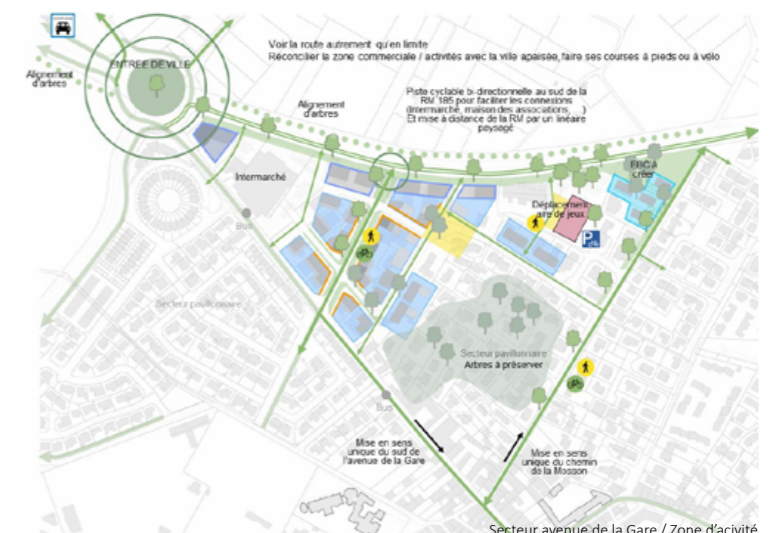 Voir la route autrement qu'en limite
Réconcilier la zone commerciale / activités avec la ville apaisée, faire ses courses à pieds ou à vélo
ENTREE DE VILLE
Alignement
d'arbres
Alignement
d'arbres
Piste cyclable bi-directionnelle au sud de la
RM 185 pour faciliter les connexions
(Intermarché, maison des associations, ...)
Et mise à distance de la RM par un linéaire
paysagé
Intermarché
EBC à
créer
Déplacement
aire de jeux
P
Bus
Secteur pavillonnaire
Secteur pavillonnaire
Arbres à préserver
Bus
Mise en sens
unique du sud de
l'avenue de la Gare
Mise en sens
unique du chemin
de la Mosson
Secteur avenue de la Gare / Zone d'acivité